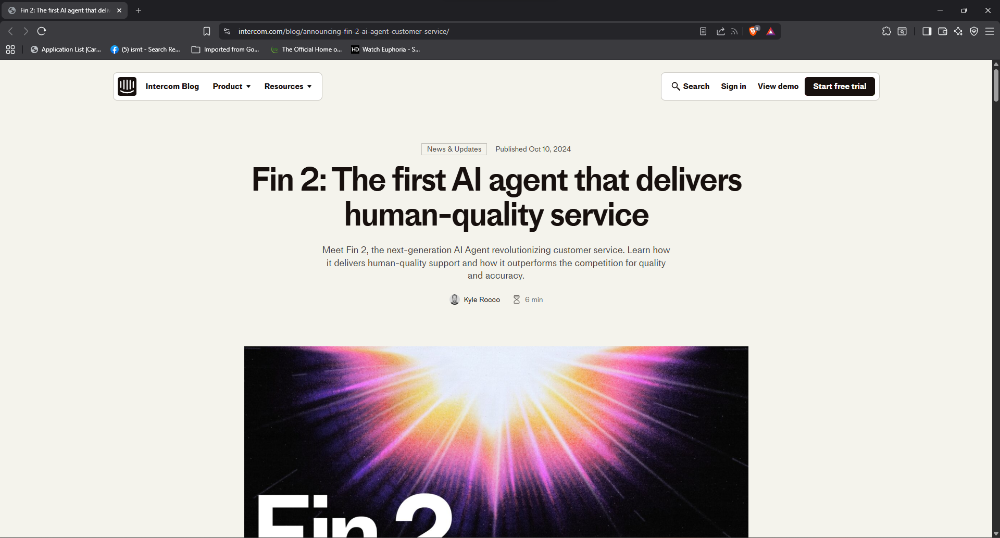 Fin 2: The first AI agent that deliv
intercom.com/blog/announcing-fin-2-ai-agent-customer-service/
5
Application List |Car...
(5) ismt - Search Re...
Imported from Go...
The Official Home o...
HD Watch Euphoria - S...
Intercom Blog
Product
Resources
Search
Sign in
View demo
Start free trial
News & Updates
Published Oct 10, 2024
Fin 2: The first AI agent that delivers
human-quality service
Meet Fin 2, the next-generation AI Agent revolutionizing customer service. Learn how
it delivers human-quality support and how it outperforms the competition for quality
and accuracy.
Kyle Rocco
6 min
Fin 2